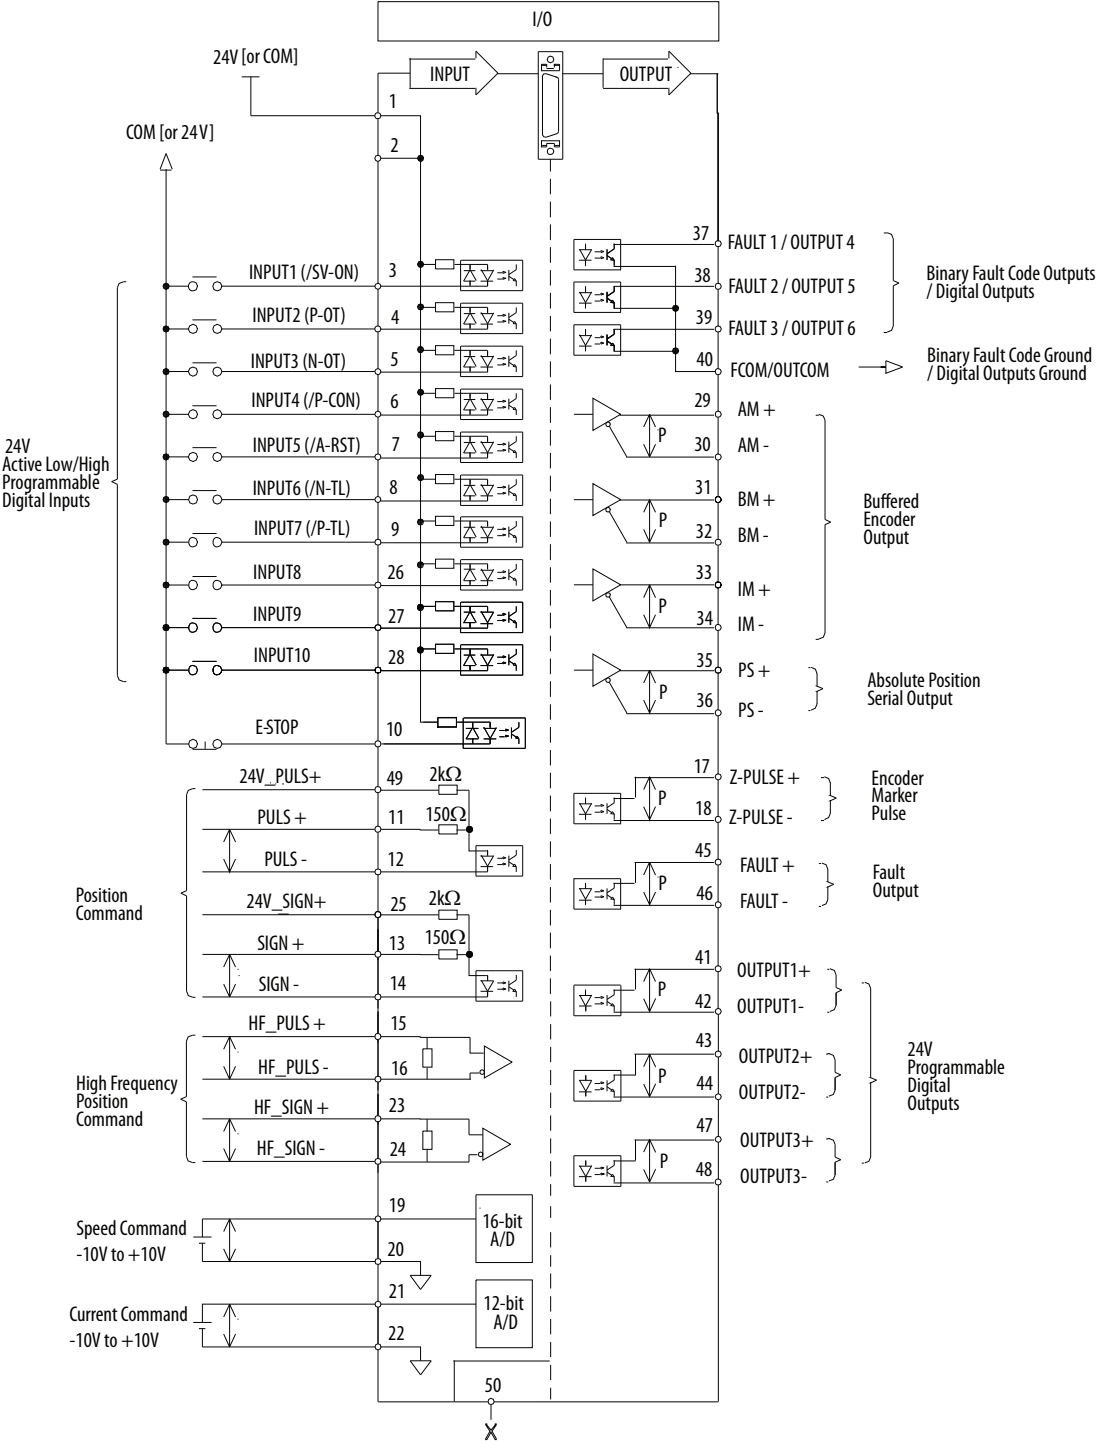 I/O
24V [or COM]
INPUT
OUTPUT
1
COM [or 24V]
2
INPUT1 (/SV-ON) 3
INPUT2 (P-OT) 4
INPUT3 (N-OT) 5
INPUT4 (/P-CON) 6
INPUT5 (/A-RST) 7
INPUT6 (/N-TL) 8
INPUT7 (/P-TL) 9
INPUT8 26
INPUT9 27
INPUT10 28
24V
Active Low/High
Programmable
Digital Inputs
E-STOP 10
24V_PULS+ 49 2kΩ
PULS + 11 150Ω
PULS - 12
24V_SIGN+ 25 2kΩ
SIGN + 13 150Ω
SIGN - 14
Position
Command
HF_PULS + 15
HF_PULS - 16
HF_SIGN + 23
HF_SIGN - 24
High Frequency
Position
Command
19
Speed Command
-10V to +10V
20
16-bit
A/D
21
Current Command
-10V to +10V
22
12-bit
A/D
50
37 FAULT 1 / OUTPUT 4
38 FAULT 2 / OUTPUT 5
39 FAULT 3 / OUTPUT 6
Binary Fault Code Outputs
/ Digital Outputs
40 FCOM/OUTCOM
Binary Fault Code Ground
/ Digital Outputs Ground
29 AM +
P
30 AM -
31 BM +
P
32 BM -
33 IM +
P
34 IM -
Buffered
Encoder
Output
35 PS +
P
36 PS -
Absolute Position
Serial Output
17 Z-PULSE +
P
18 Z-PULSE -
Encoder
Marker
Pulse
45 FAULT +
P
46 FAULT -
Fault
Output
41 OUTPUT1+
P
42 OUTPUT1-
43 OUTPUT2+
P
44 OUTPUT2-
47 OUTPUT3+
P
48 OUTPUT3-
24V
Programmable
Digital
Outputs